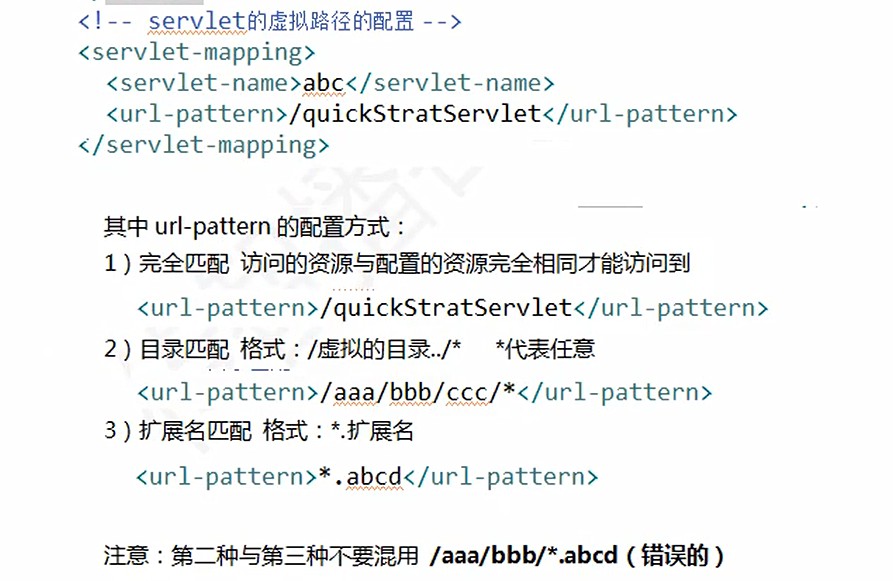 <!-- servlet的虚拟路径的配置 -->
<servlet-mapping>
<servlet-name>abc</servlet-name>
<url-pattern>/quickStratServlet</url-pattern>
</servlet-mapping>
其中 url-pattern 的配置方式：
1）完全匹配 访问的资源与配置的资源完全相同才能访问到
<url-pattern>/quickStratServlet</url-pattern>
2）目录匹配 格式：/虚拟的目录../* *代表任意
<url-pattern>/aaa/bbb/ccc/*</url-pattern>
3）扩展名匹配 格式：*.扩展名
<url-pattern>*.abcd</url-pattern>
注意：第二种与第三种不要混用 /aaa/bbb/*.abcd（错误的）